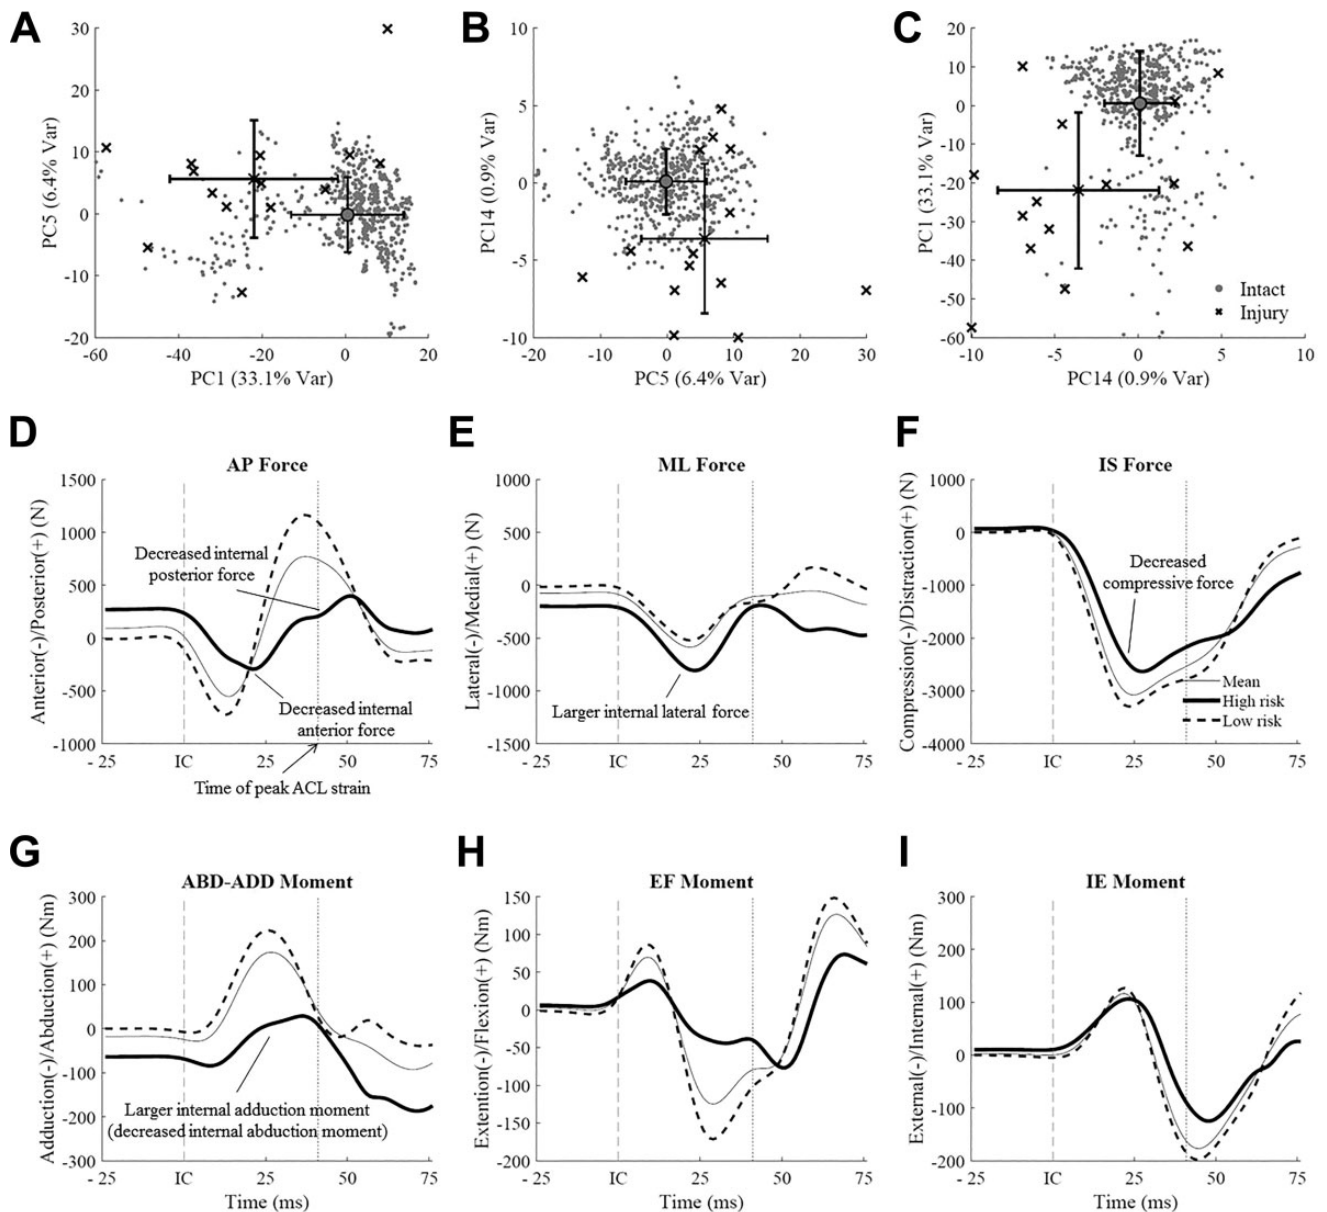 A
30
20
10
0
-10
-20
-60
-40
-20
0
20
PC5 (6.4% Var)
PC1 (33.1% Var)
B
10
5
0
-5
-10
-20
-10
0
10
20
30
PC14 (0.9% Var)
PC5 (6.4% Var)
C
20
10
0
-10
-20
-30
-40
-50
-60
-10
-5
0
5
10
PC1 (33.1% Var)
PC14 (0.9% Var)
Intact
Injury
D
AP Force
1500
1000
500
0
-500
-1000
Anterior(-)/Posterior(+) (N)
Decreased internal
posterior force
Decreased internal
anterior force
-25
IC
25
50
75
Time of peak ACL strain
E
ML Force
1000
500
0
-500
-1000
-1500
Lateral(-)/Medial(+) (N)
Larger internal lateral force
-25
IC
25
50
75
F
IS Force
1000
0
-1000
-2000
-3000
-4000
Compression(-)/Distraction(+) (N)
Decreased
compressive force
Mean
High risk
Low risk
-25
IC
25
50
75
G
ABD-ADD Moment
300
200
100
0
-100
-200
-300
Adduction(-)/Abduction(+) (Nm)
Larger internal adduction moment
(decreased internal abduction moment)
-25
IC
25
50
75
Time (ms)
H
EF Moment
150
100
50
0
-50
-100
-150
-200
Extention(-)/Flexion(+) (Nm)
-25
IC
25
50
75
Time (ms)
I
IE Moment
300
200
100
0
-100
-200
External(-)/Internal(+) (Nm)
-25
IC
25
50
75
Time (ms)